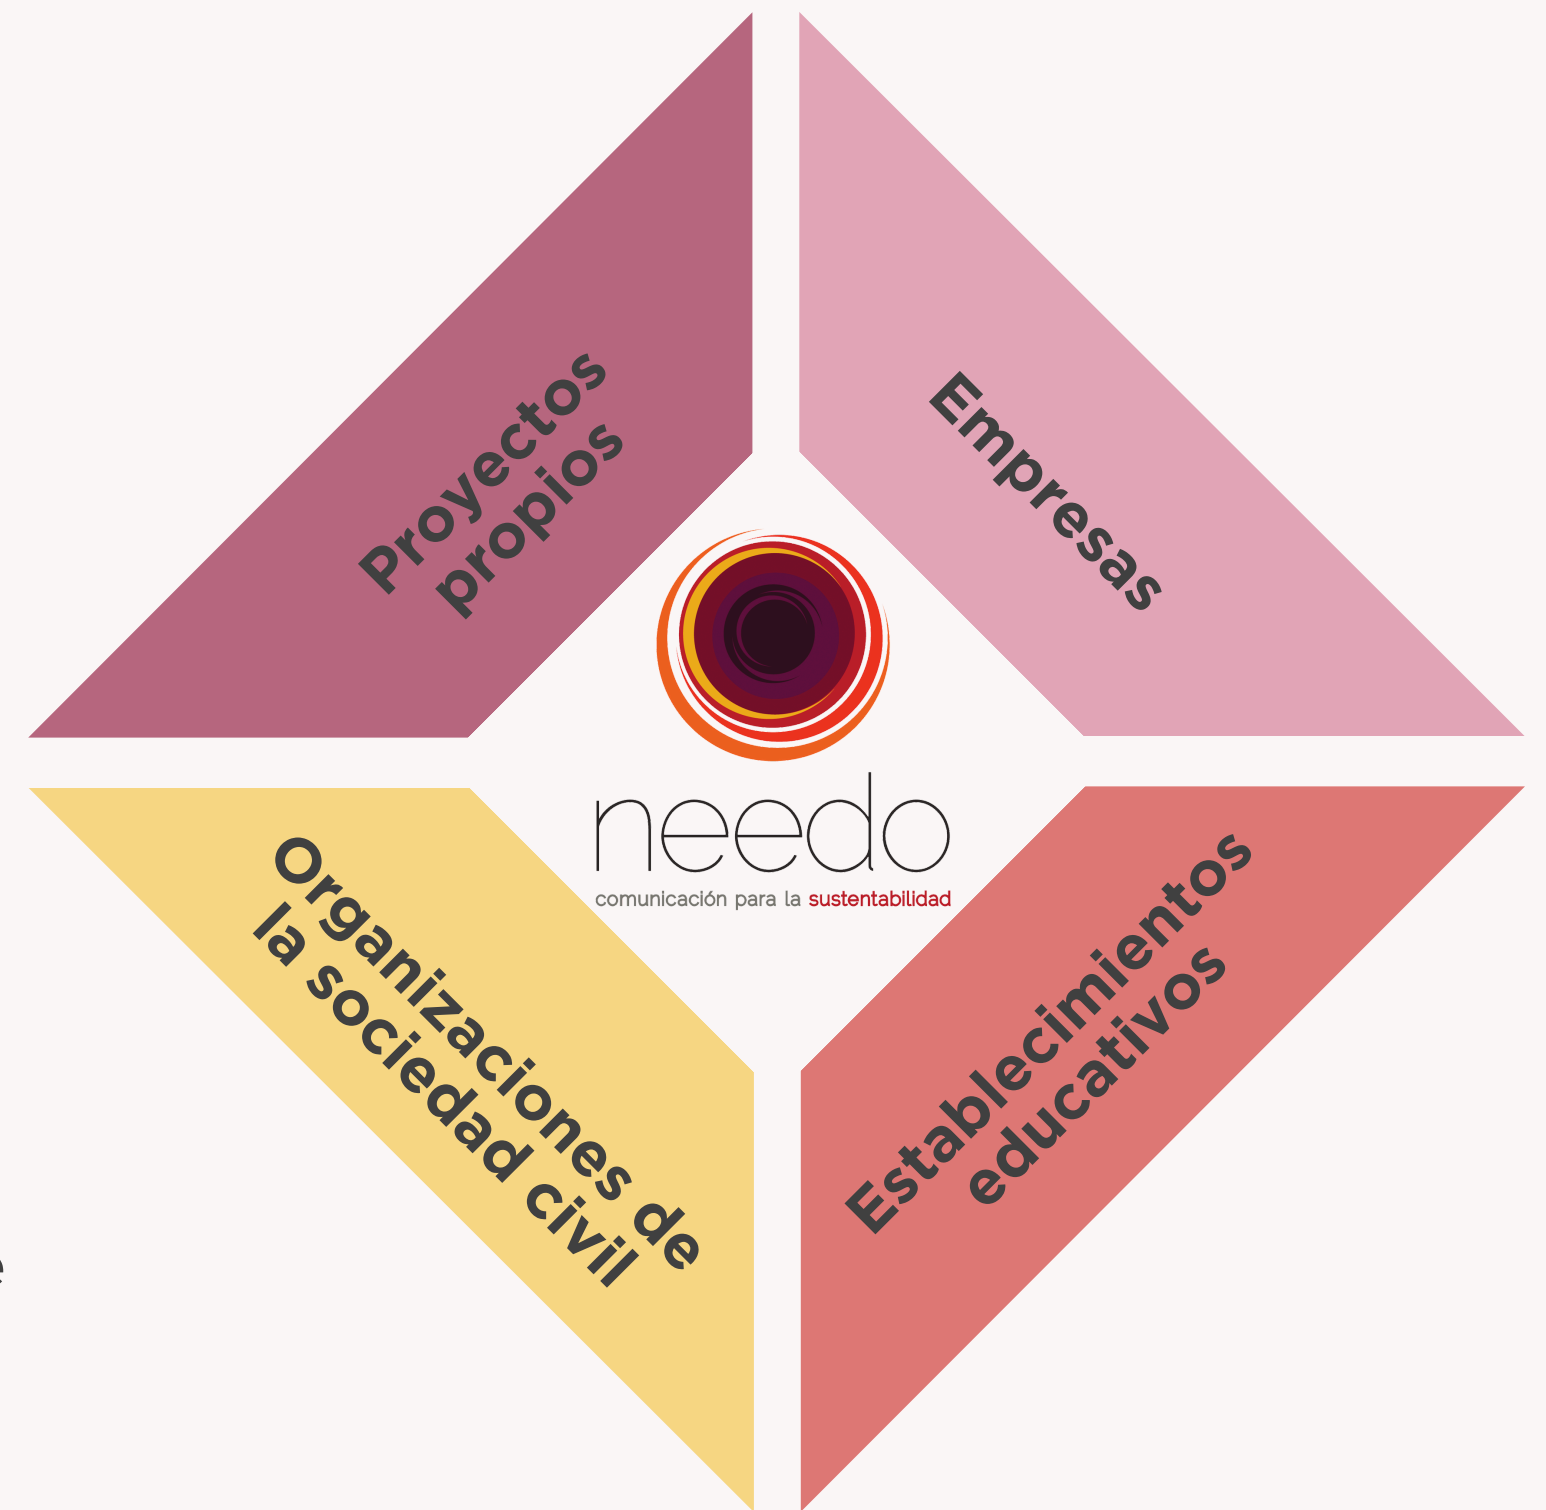 Proyectos
propios
Empresas
needo
comunicación para la sustentabilidad
Organizaciones de
la sociedad civil
Establecimientos
educativos